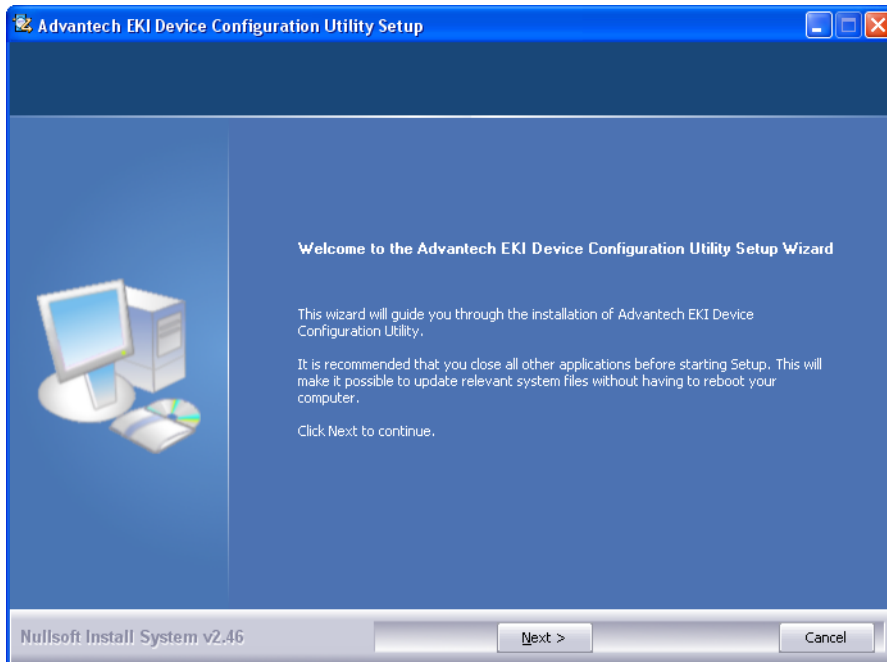 Advantech EKI Device Configuration Utility Setup
Welcome to the Advantech EKI Device Configuration Utility Setup Wizard
This wizard will guide you through the installation of Advantech EKI Device
Configuration Utility.
It is recommended that you close all other applications before starting Setup. This will
make it possible to update relevant system files without having to reboot your
computer.
Click Next to continue.
Nullsoft Install System v2.46
Next >
Cancel